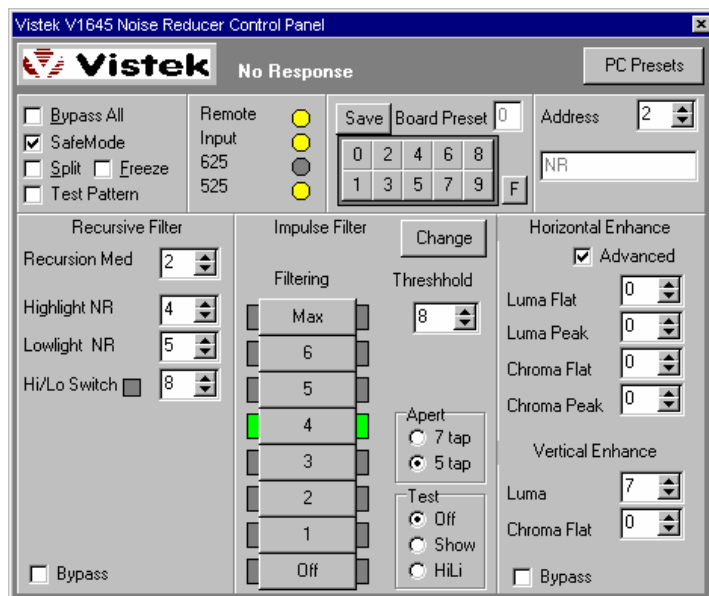 Vistek V1645 Noise Reducer Control Panel
Vistek No Response PC Presets
Bypass All
SafeMode
Split Freeze
Test Pattern
Remote
Input
625
525
Save Board Preset 0
0 2 4 6 8
1 3 5 7 9 F
Address 2
NR
Recursive Filter
Recursion Med 2
Highlight NR 4
Lowlight NR 5
Hi/Lo Switch 8
Bypass
Impulse Filter Change
Filtering Threshhold
Max 8
6
5
4
3
2
1
Off
Apert
7 tap
5 tap
Test
Off
Show
HiLi
Horizontal Enhance
Advanced
Luma Flat 0
Luma Peak 0
Chroma Flat 0
Chroma Peak 0
Vertical Enhance
Luma 7
Chroma Flat 0
Bypass